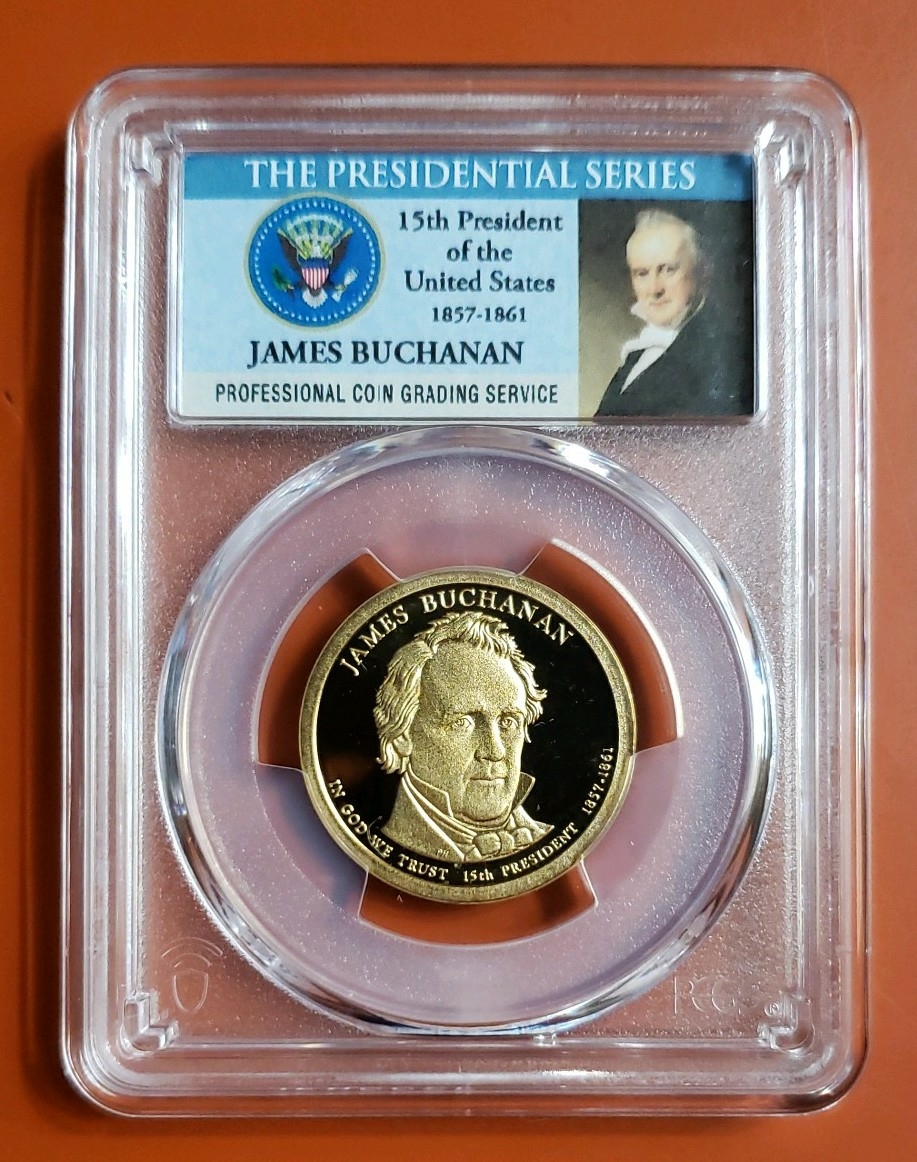 THE PRESIDENTIAL SERIES
15th President
of the
United States
1857-1861
JAMES BUCHANAN
PROFESSIONAL COIN GRADING SERVICE
JAMES BUCHANAN
IN GOD WE TRUST 15th PRESIDENT 1857-1861
PCGS